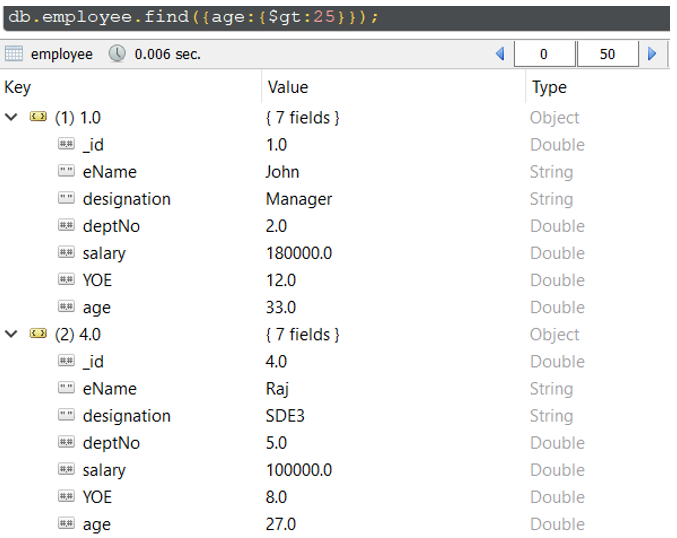 db.employee.find({age:{$gt:25}});
employee 0.006 sec. 0 50
Key Value Type
(1) 1.0 { 7 fields } Object
_id 1.0 Double
eName John String
designation Manager String
deptNo 2.0 Double
salary 180000.0 Double
YOE 12.0 Double
age 33.0 Double
(2) 4.0 { 7 fields } Object
_id 4.0 Double
eName Raj String
designation SDE3 String
deptNo 5.0 Double
salary 100000.0 Double
YOE 8.0 Double
age 27.0 Double